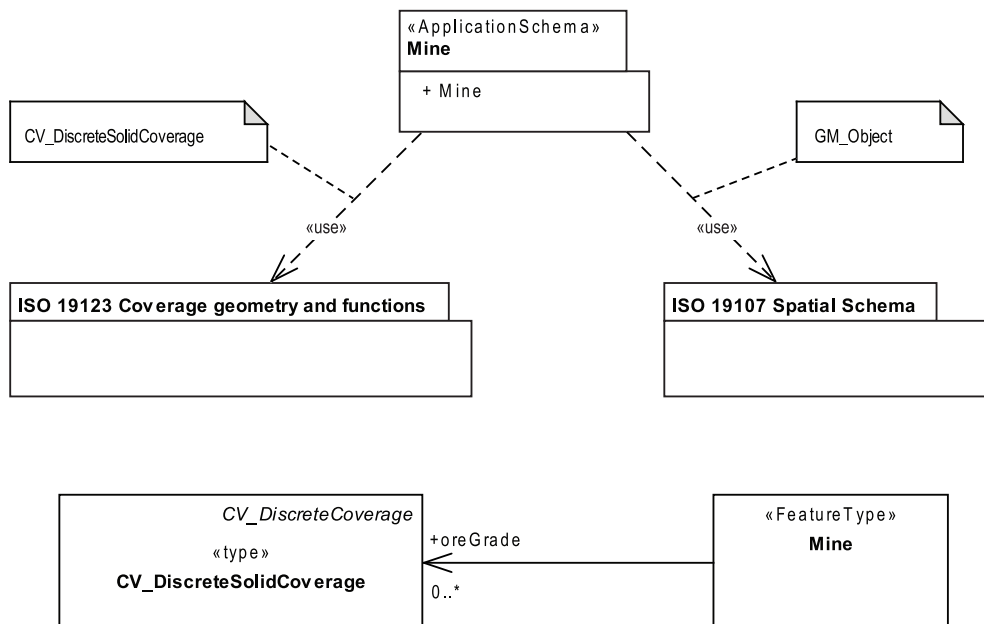 «ApplicationSchema»
Mine
+ Mine
CV_DiscreteSolidCoverage
GM_Object
«use»
«use»
ISO 19123 Coverage geometry and functions
ISO 19107 Spatial Schema
CV_DiscreteCoverage
«type»
CV_DiscreteSolidCoverage
+oreGrade
0..*
«FeatureType»
Mine